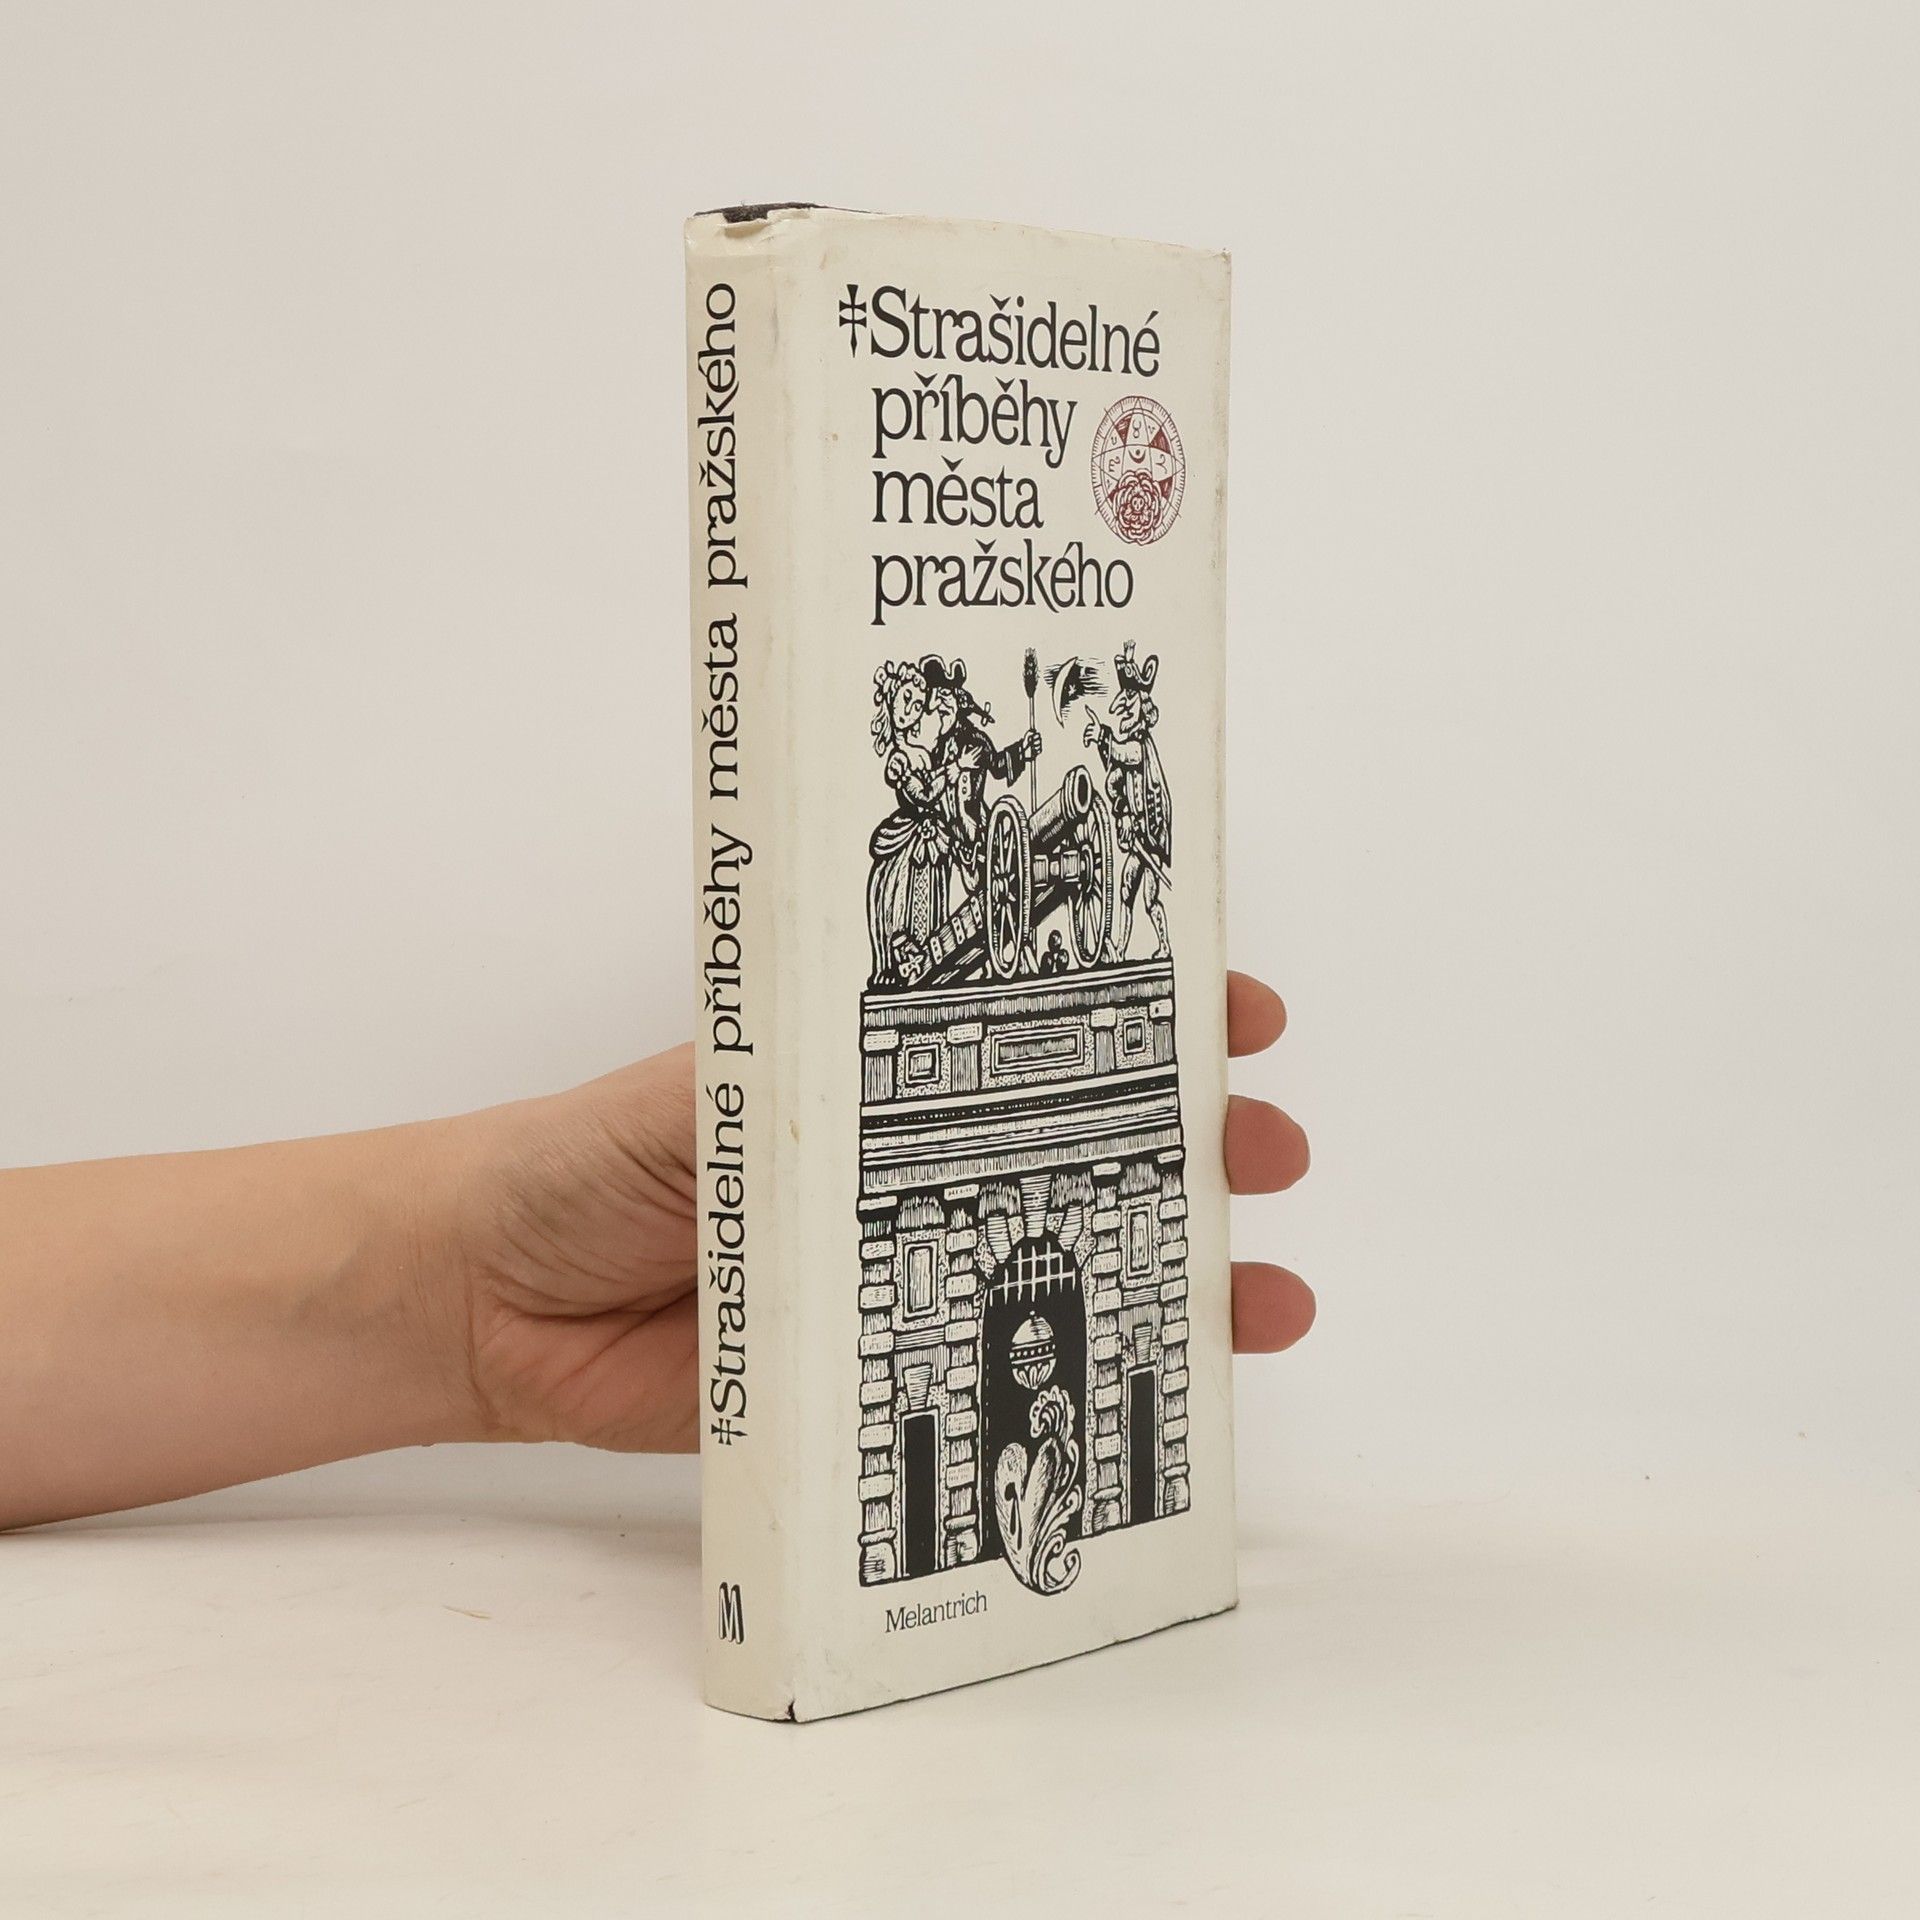 ‡Strašidelné příběhy města pražského
M
‡Strašidelné
příběhy
města
pražského
Melantrich